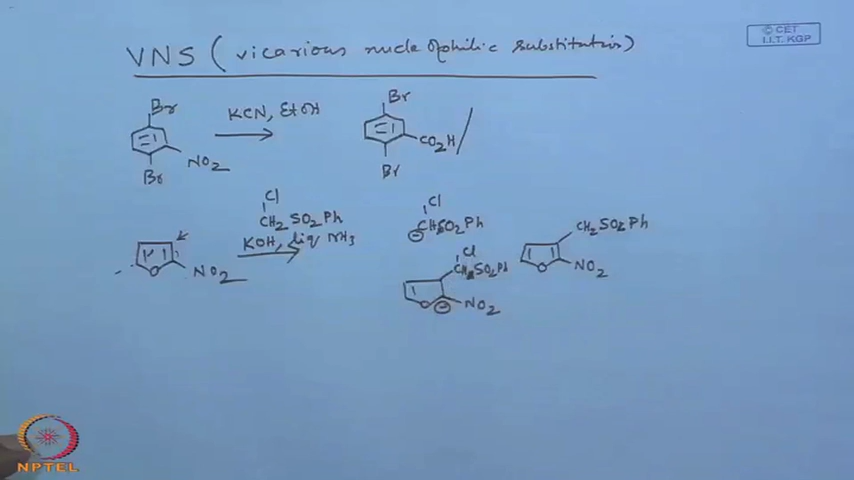 VNS (vicarious nucleophilic substitution)
© CET
I.I.T. KGP
Br
NO2
Br
KCN, EtOH
Br
CO2H
Br
NO2
Cl
CH2SO2Ph
KOH, liq NH3
Cl
CHSO2Ph
Cl
CHSO2Ph
NO2
CH2SO2Ph
NO2
NPTEL